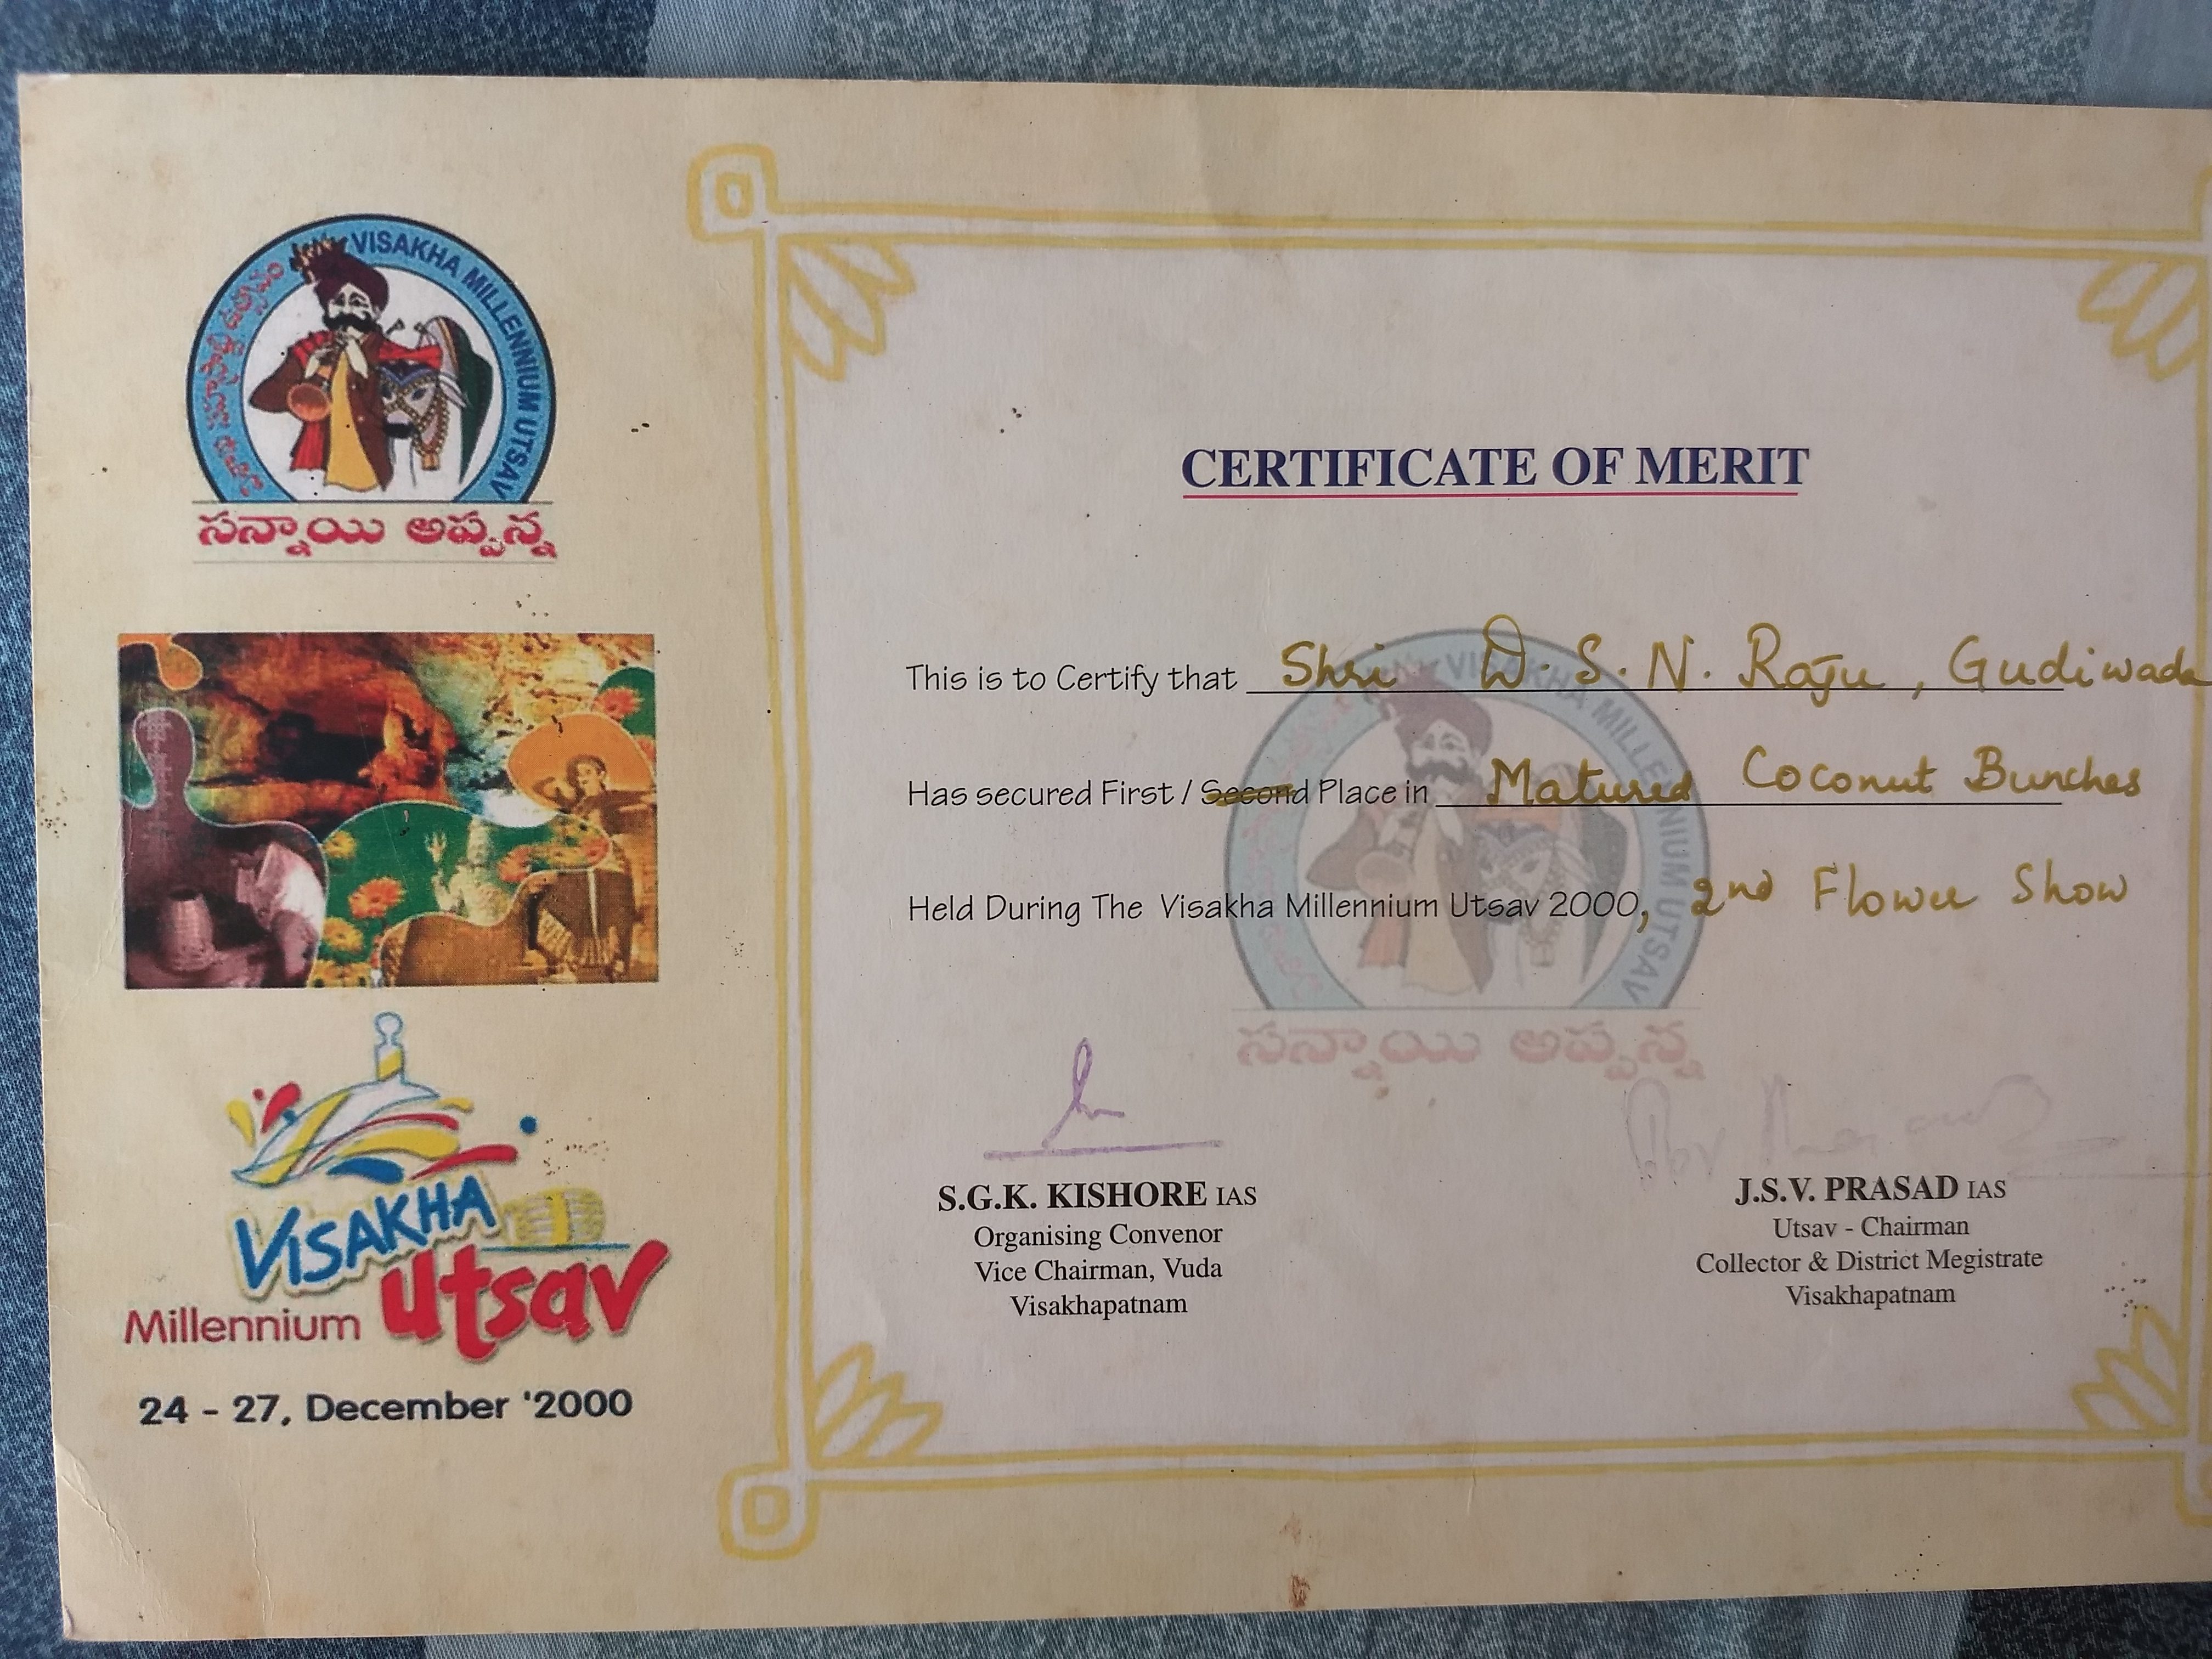 VISAKHA MILLENNIUM UTSAV
సన్నాయి అప్పన్న
VISAKHA
Millennium utsav
24 - 27, December '2000
CERTIFICATE OF MERIT
This is to Certify that Shri D. S. N. Raju, Gudiwada
Has secured First / Second Place in Matured Coconut Bunches
Held During The Visakha Millennium Utsav 2000, 2nd Flower Show
VISAKHA MILLENNIUM UTSAV
సన్నాయి అప్పన్న
S.G.K. KISHORE IAS
Organising Convenor
Vice Chairman, Vuda
Visakhapatnam
J.S.V. PRASAD IAS
Utsav - Chairman
Collector & District Megistrate
Visakhapatnam